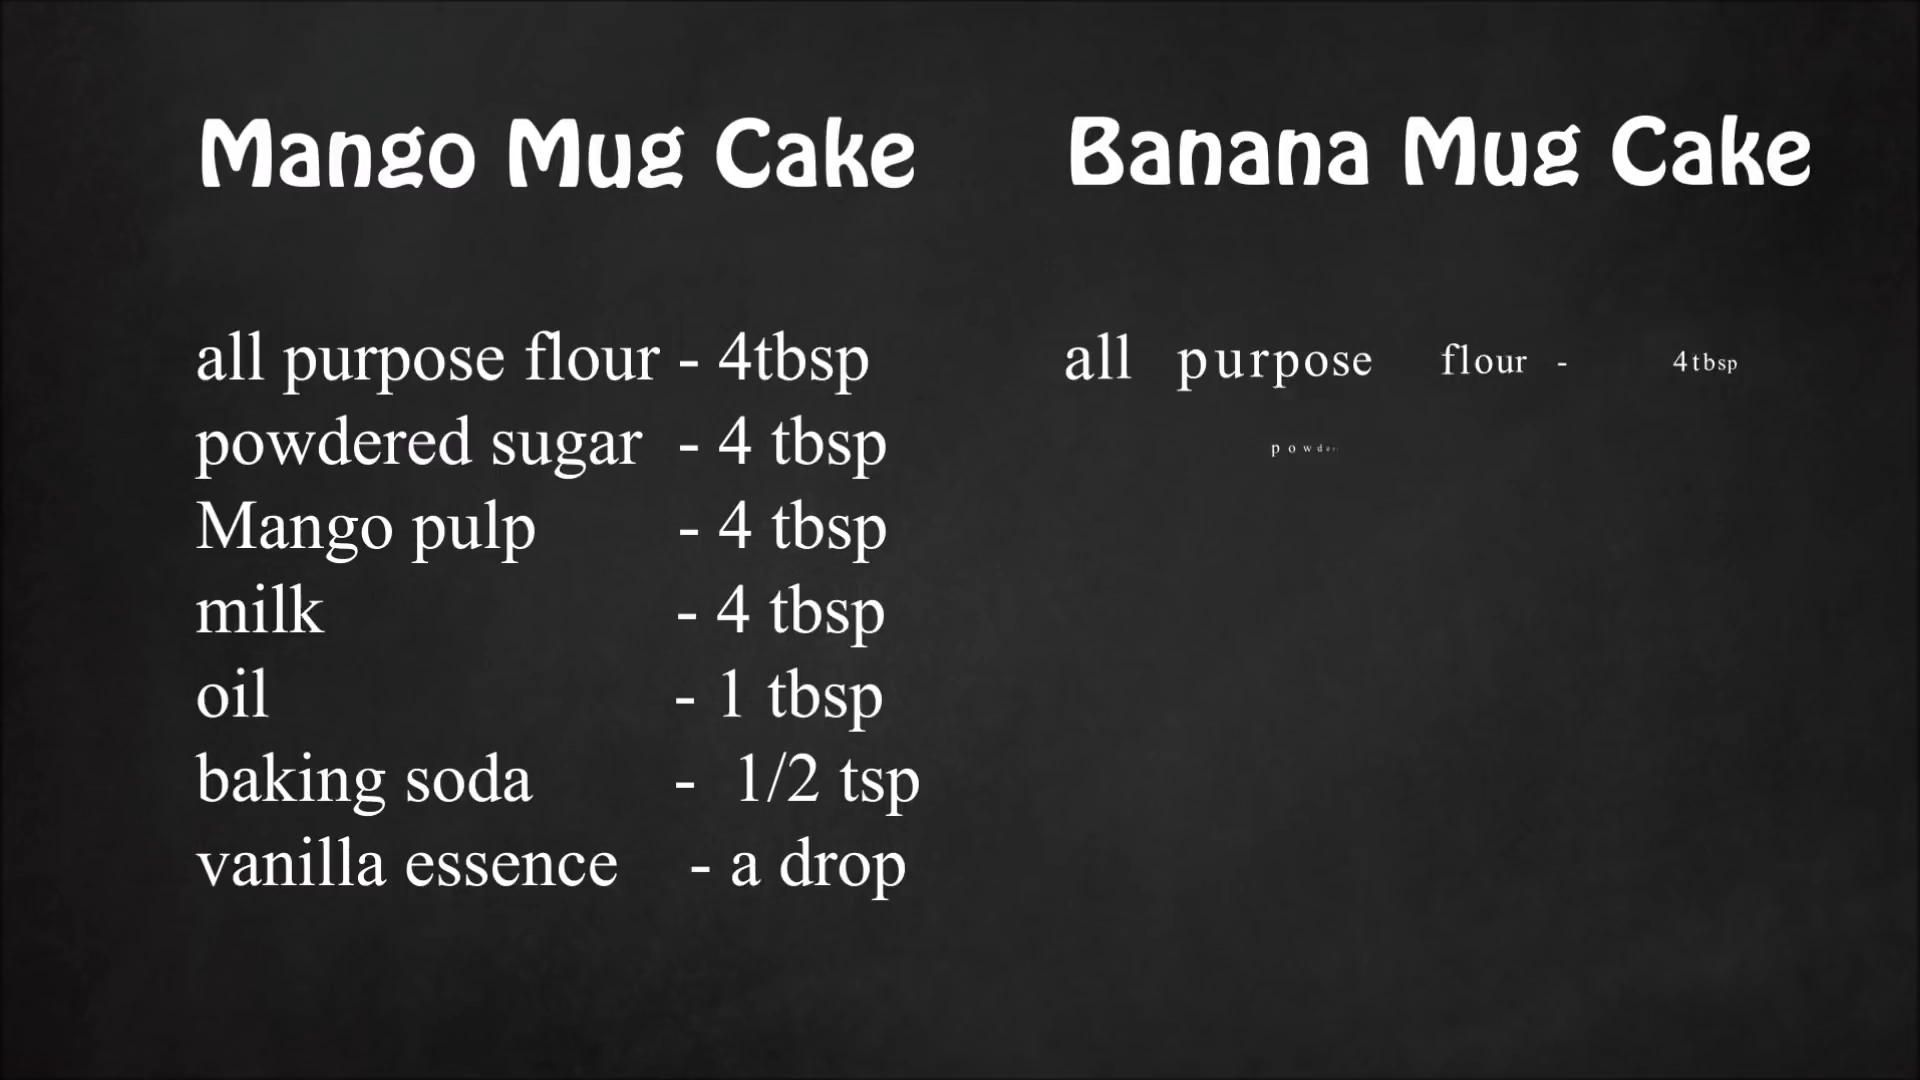 Mango Mug Cake
all purpose flour - 4tbsp
powdered sugar - 4 tbsp
Mango pulp - 4 tbsp
milk - 4 tbsp
oil - 1 tbsp
baking soda - 1/2 tsp
vanilla essence - a drop
Banana Mug Cake
all purpose flour - 4tbsp